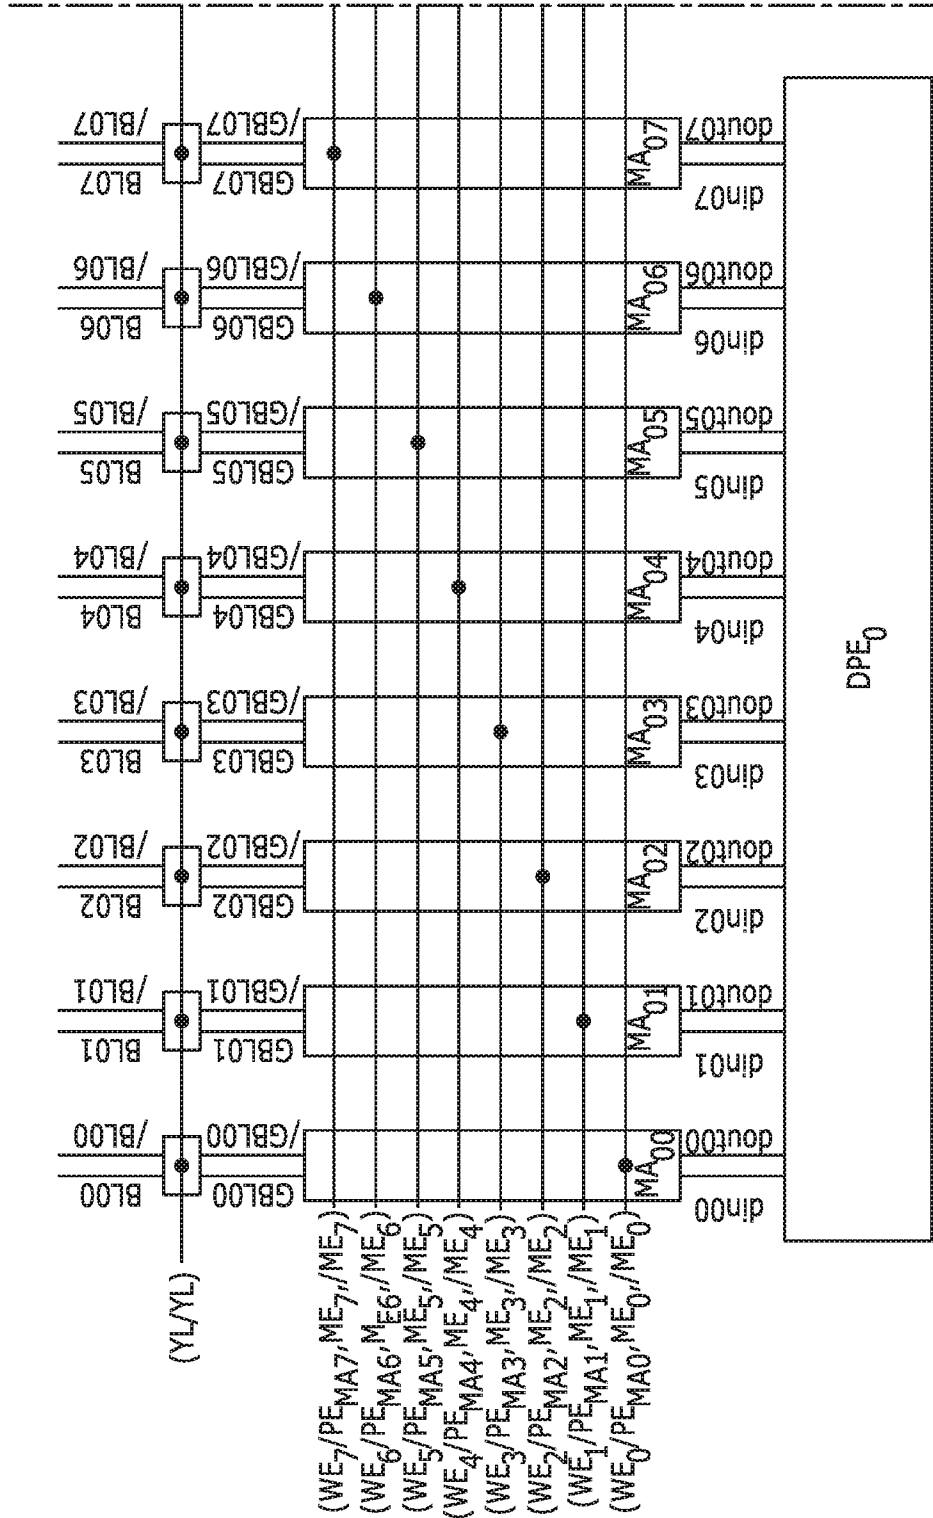 /BL07 /GBL07 dout07
BL07 GBL07 MA07 din07
/BL06 /GBL06 dout06
BL06 GBL06 MA06 din06
/BL05 /GBL05 dout05
BL05 GBL05 MA05 din05
/BL04 /GBL04 dout04
BL04 GBL04 MA04 din04
/BL03 /GBL03 dout03
BL03 GBL03 MA03 din03
/BL02 /GBL02 dout02
BL02 GBL02 MA02 din02
/BL01 /GBL01 dout01
BL01 GBL01 MA01 din01
/BL00 /GBL00 dout00
BL00 GBL00 MA00 din00
DPE0
(YL/YL)
(WE7/PEMA7,ME7,/ME7)
(WE6/PEMA6,ME6,/ME6)
(WE5/PEMA5,ME5,/ME5)
(WE4/PEMA4,ME4,/ME4)
(WE3/PEMA3,ME3,/ME3)
(WE2/PEMA2,ME2,/ME2)
(WE1/PEMA1,ME1,/ME1)
(WE0/PEMA0,ME0,/ME0)